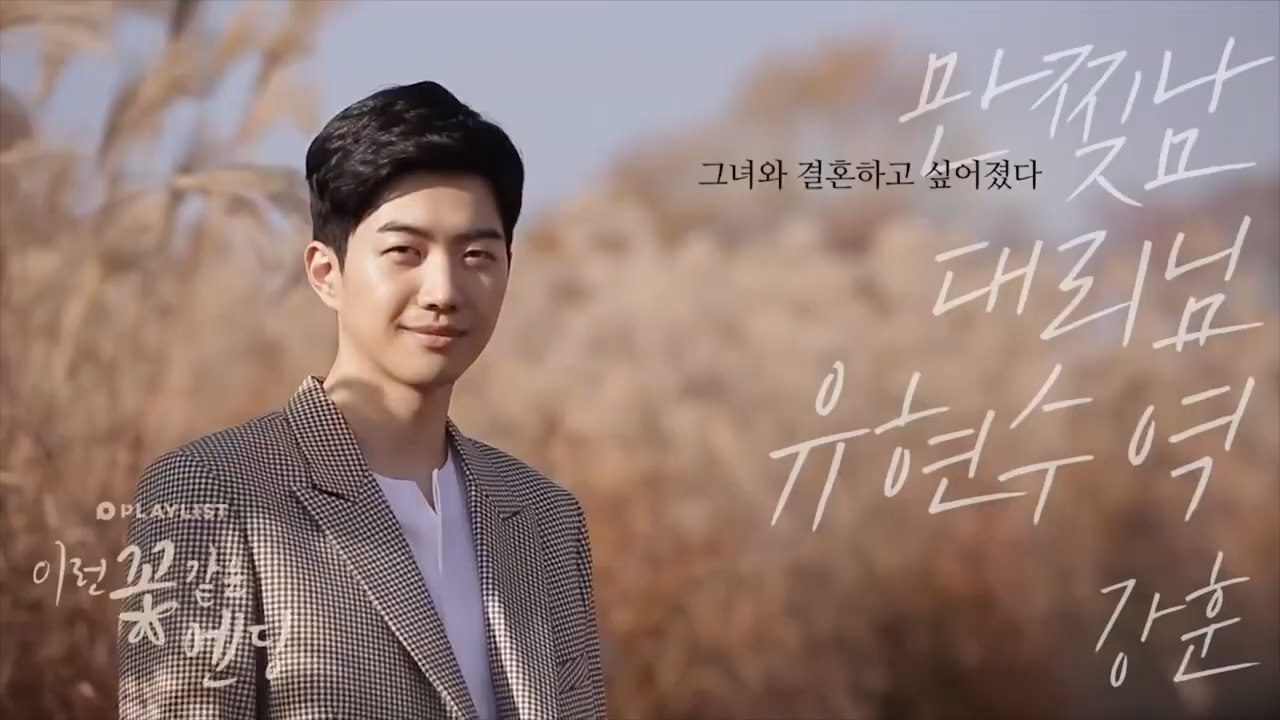 만찢남
그녀와 결혼하고 싶어졌다
대리님
유현수 역
강훈
PLAYLIST
이런 꽃 같은
엔딩